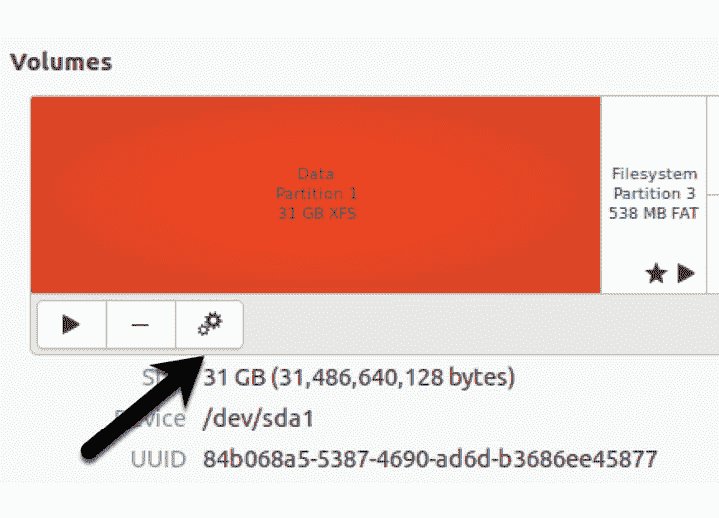 Volumes
Data
Partition 1
31 GB XFS
Filesystem
Partition 3
538 MB FAT
31 GB (31,486,640,128 bytes)
Device /dev/sda1
UUID 84b068a5-5387-4690-ad6d-b3686ee45877